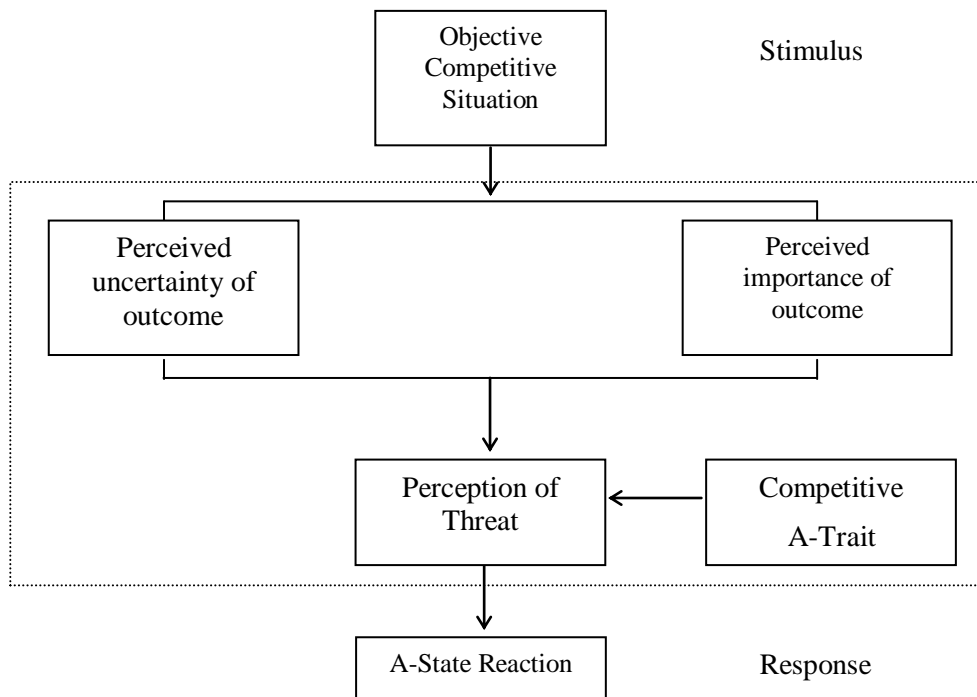 Objective
Competitive
Situation
Stimulus
Perceived
uncertainty of
outcome
Perceived
importance of
outcome
Perception of
Threat
Competitive
A-Trait
A-State Reaction
Response